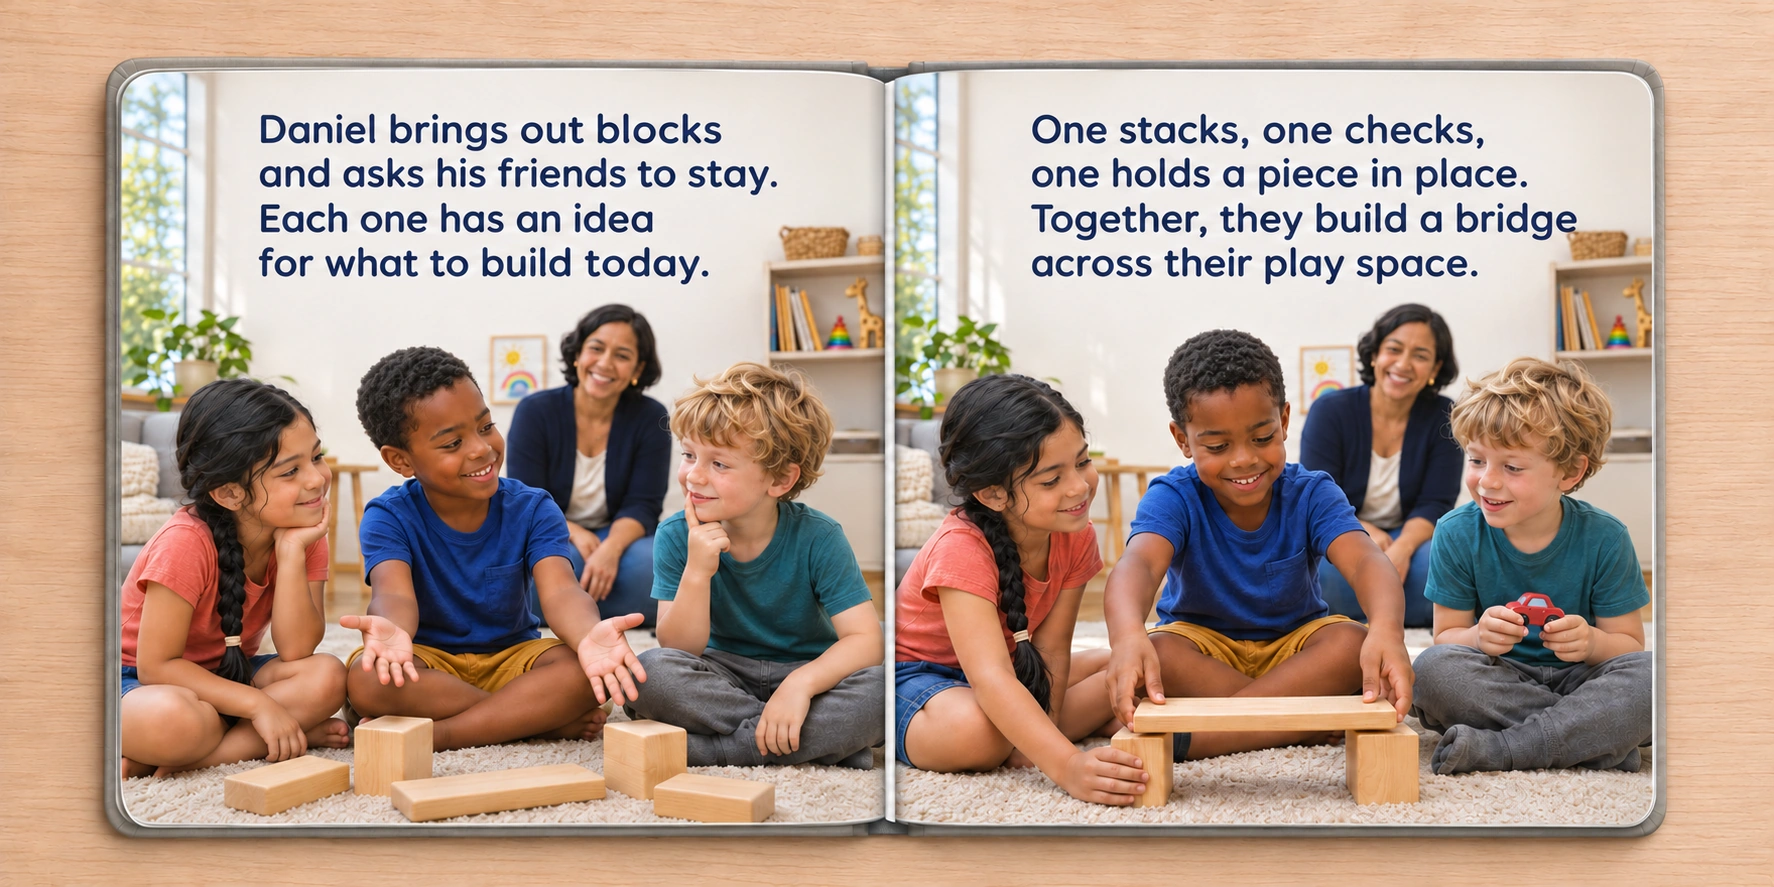 Daniel brings out blocks
and asks his friends to stay.
Each one has an idea
for what to build today.
One stacks, one checks,
one holds a piece in place.
Together, they build a bridge
across their play space.